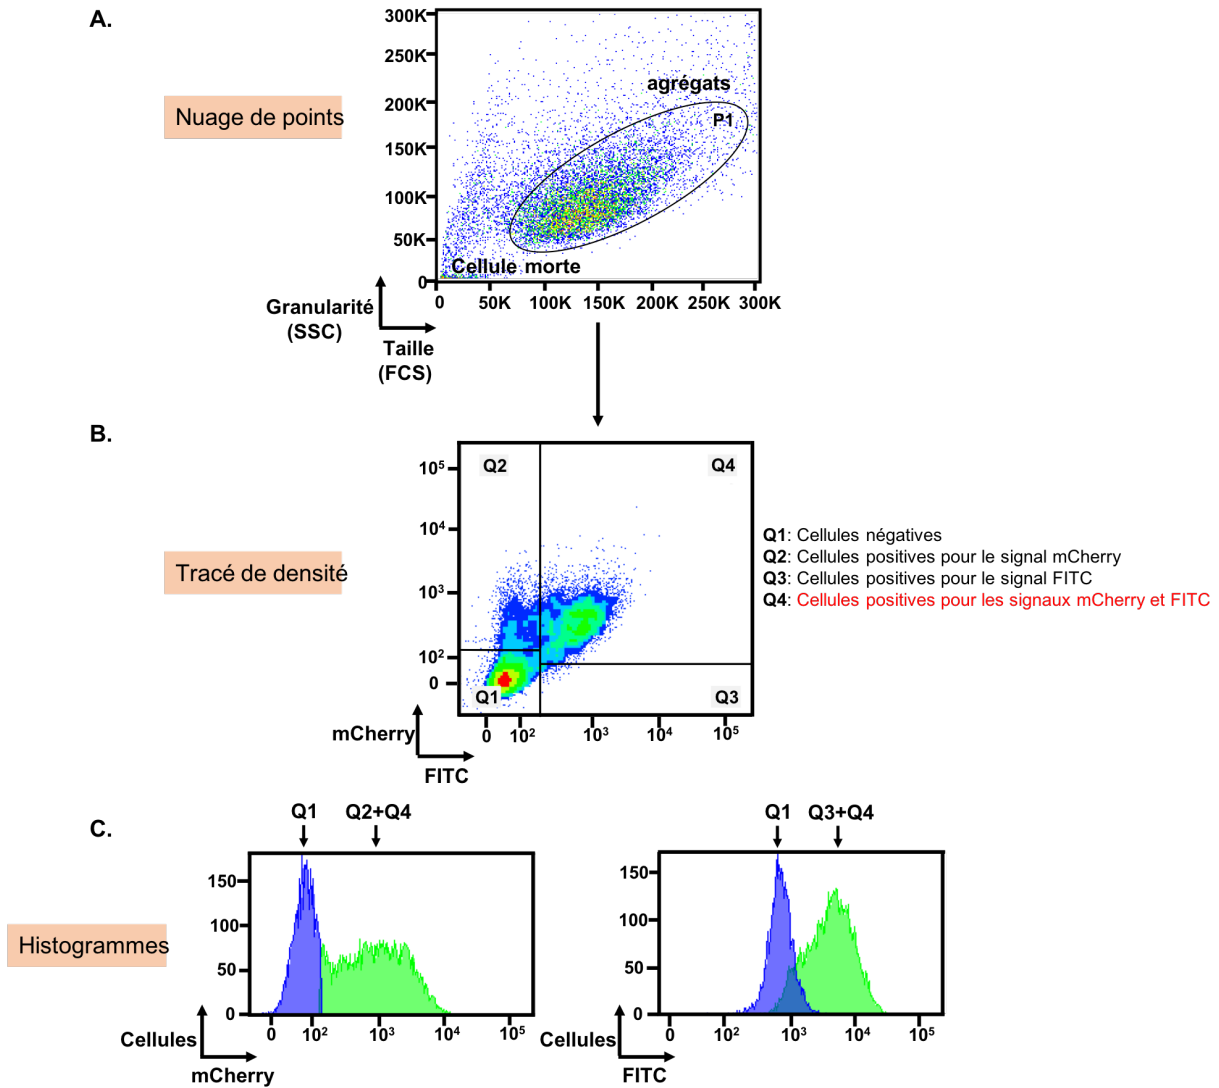 A.
Nuage de points
300K
250K
200K
150K
100K
50K
0
agrégats
P1
Cellule morte
0 50K 100K 150K 200K 250K 300K
Granularité
(SSC)
Taille
(FCS)
B.
Tracé de densité
10⁵
10⁴
10³
10²
0
Q2
Q4
Q1
Q3
0 10² 10³ 10⁴ 10⁵
mCherry
FITC
Q1: Cellules négatives
Q2: Cellules positives pour le signal mCherry
Q3: Cellules positives pour le signal FITC
Q4: Cellules positives pour les signaux mCherry et FITC
C.
Histogrammes
Q1 Q2+Q4
150
100
50
0
0 10² 10³ 10⁴ 10⁵
Cellules
mCherry
Q1 Q3+Q4
150
100
50
0
0 10² 10³ 10⁴ 10⁵
Cellules
FITC